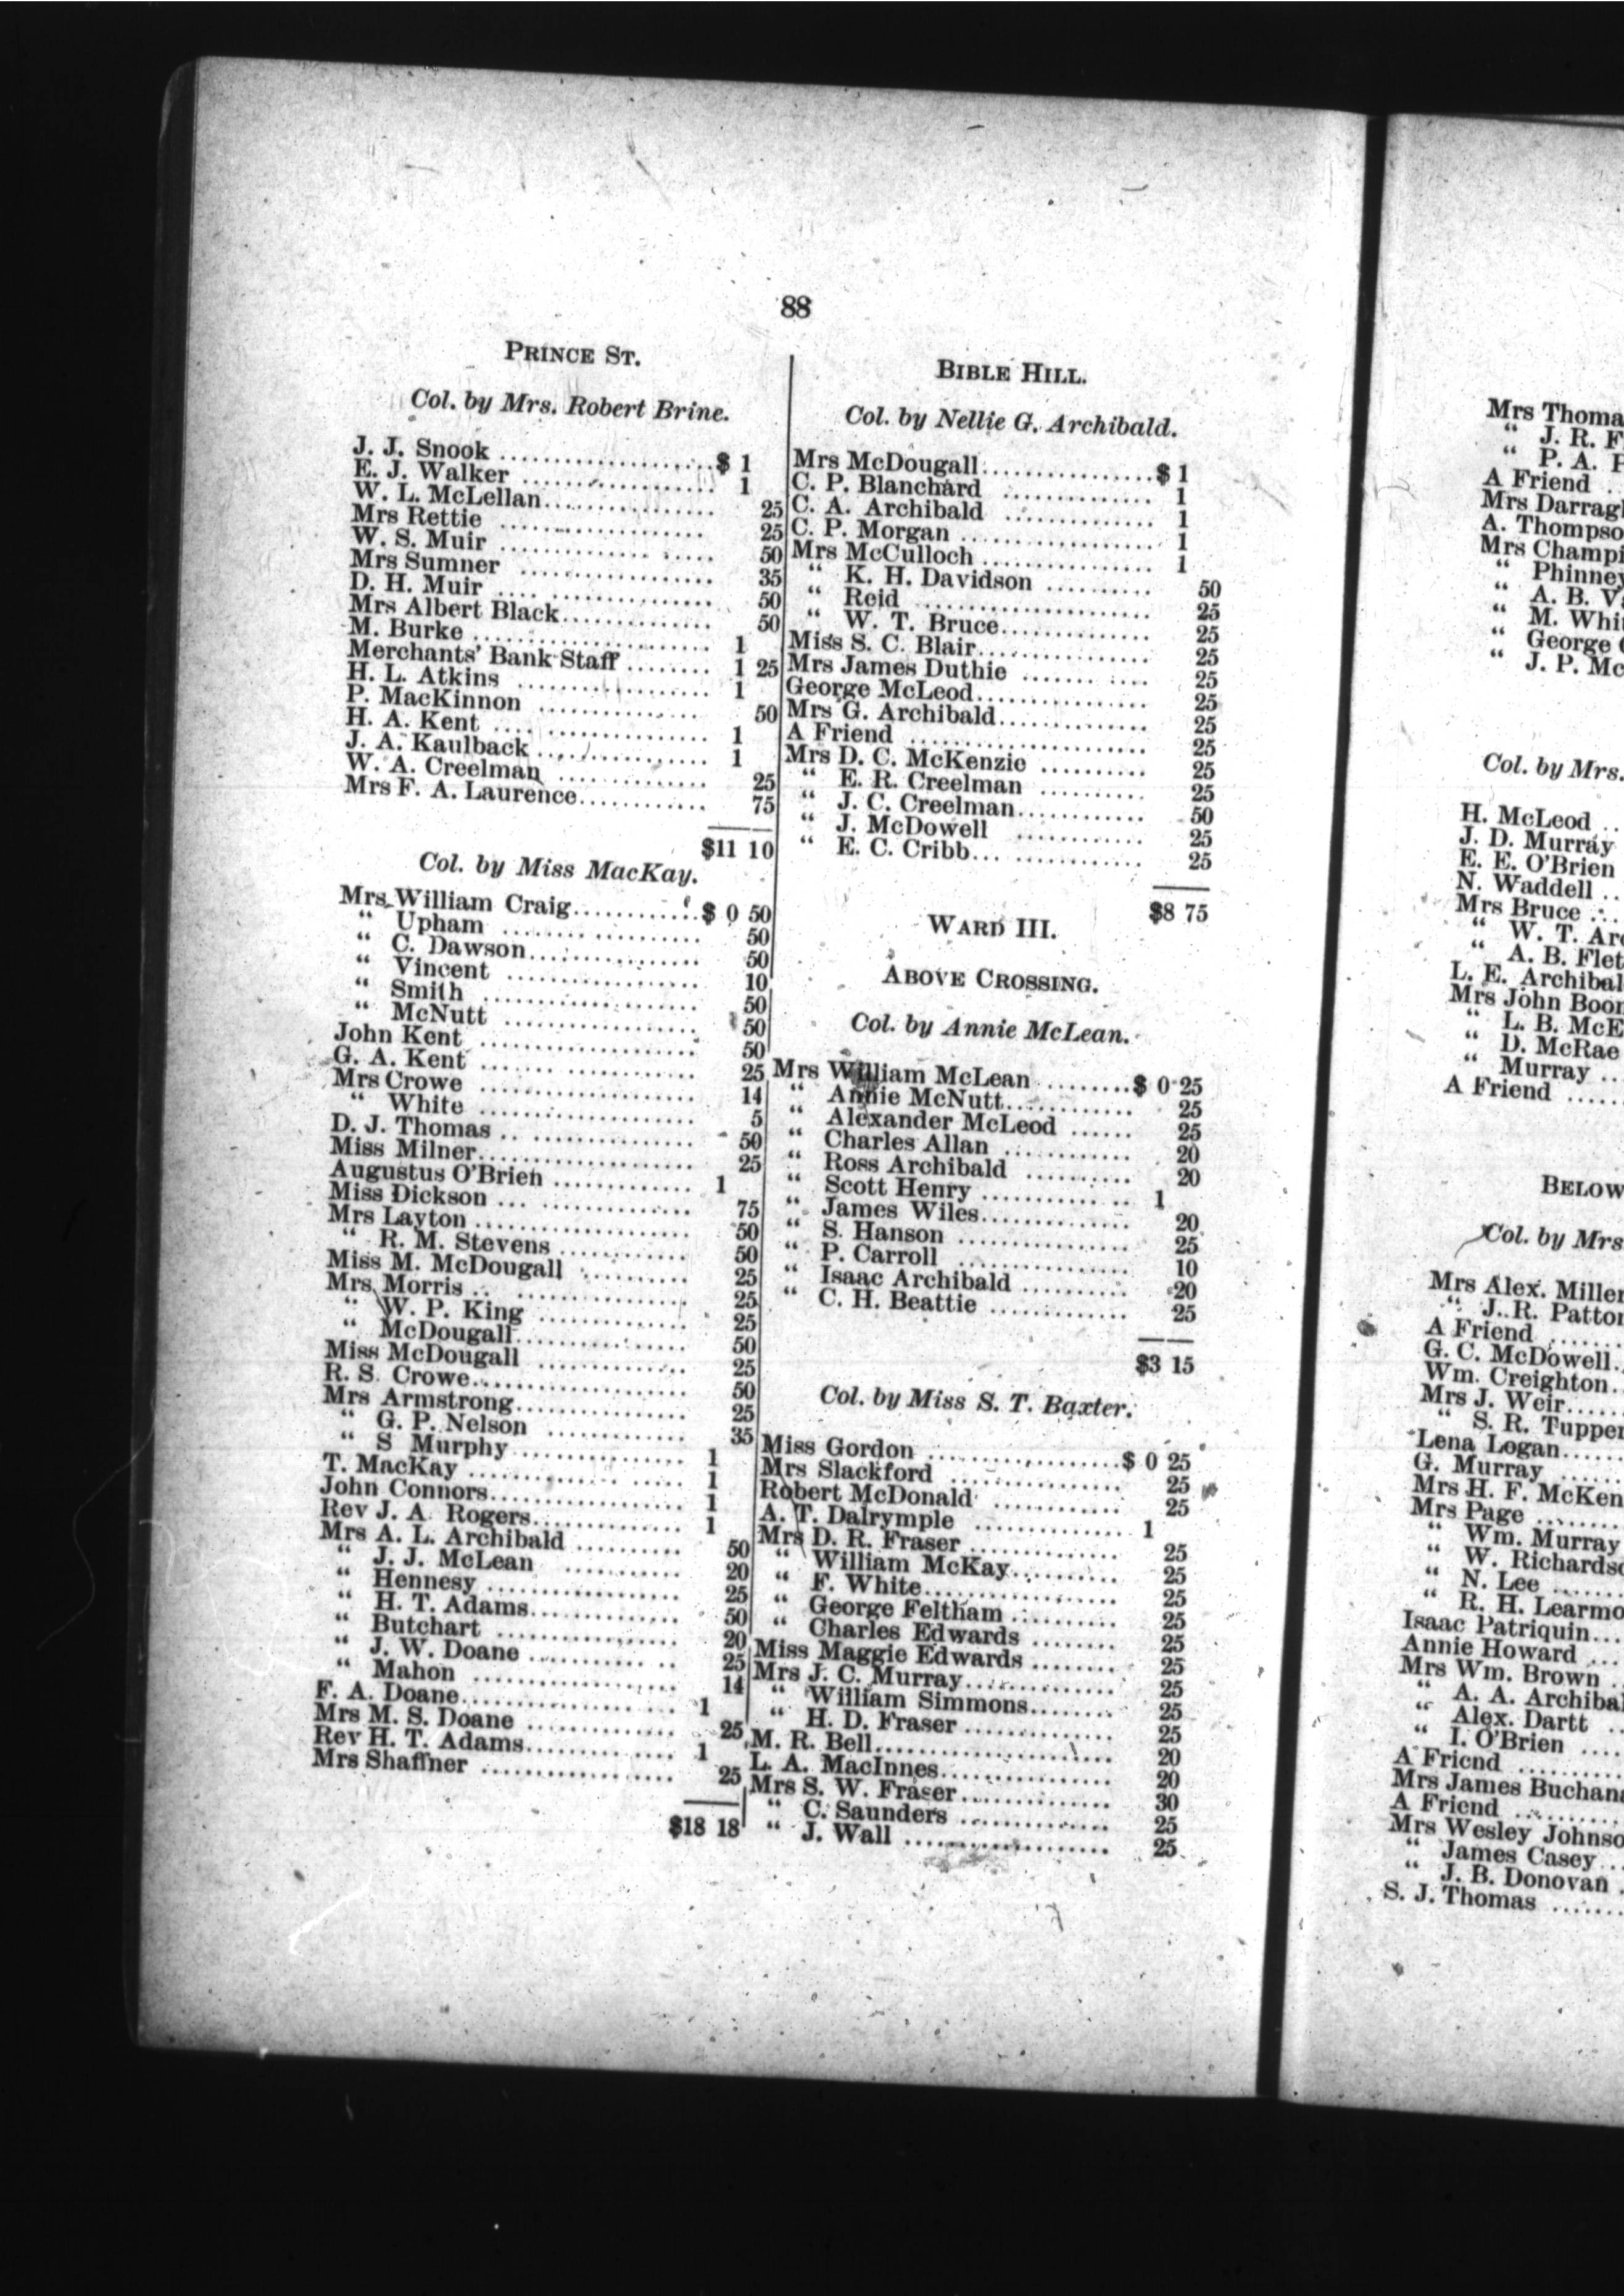 88
PRINCE ST.
Col. by Mrs. Robert Brine.
J. J. Snook ........................$ 1
E. J. Walker ...................... 1
W. L. McLellan................... 25
Mrs Rettie ...................... 25
W. S. Muir ...................... 50
Mrs Sumner ...................... 35
D. H. Muir ...................... 50
Mrs Albert Black................. 50
M. Burke ........................ 1
Merchants' Bank Staff ......... 1 25
H. L. Atkins .................... 1
P. MacKinnon .................... 50
H. A. Kent ...................... 1
J. A. Kaulback .................. 1
W. A. Creelman .................. 25
Mrs F. A. Laurence............... 75
$11 10
Col. by Miss MacKay.
Mrs William Craig..............$ 0 50
" Upham ..................... 50
" C. Dawson.................. 50
" Vincent ................... 10
" Smith ..................... 50
" McNutt .................... 50
John Kent ....................... 50
G. A. Kent ...................... 25
Mrs Crowe ....................... 14
" White ..................... 5
D. J. Thomas .................... 50
Miss Milner...................... 25
Augustus O'Brien ................ 1
Miss Dickson .................... 75
Mrs Layton ...................... 50
" R. M. Stevens ............. 50
Miss M. McDougall ............... 25
Mrs Morris ...................... 25
" W. P. King ................ 25
" McDougall.................. 50
Miss McDougall .................. 25
R. S. Crowe...................... 50
Mrs Armstrong.................... 25
" G. P. Nelson .............. 35
" S Murphy .................. 1
T. MacKay ....................... 1
John Connors..................... 1
Rev J. A. Rogers................. 1
Mrs A. L. Archibald ............. 50
" J. J. McLean .............. 20
" Hennesy ................... 25
" H. T. Adams................ 50
" Butchart .................. 20
" J. W. Doane ............... 25
" Mahon ..................... 14
F. A. Doane...................... 1
Mrs M. S. Doane ................. 25
Rev H. T. Adams.................. 1
Mrs Shaffner .................... 25
$18 18
BIBLE HILL.
Col. by Nellie G. Archibald.
Mrs McDougall...................$ 1
C. P. Blanchard ................. 1
C. A. Archibald ................. 1
C. P. Morgan .................... 1
Mrs McCulloch ................... 1
" K. H. Davidson ............ 50
" Reid ...................... 25
" W. T. Bruce................ 25
Miss S. C. Blair................. 25
Mrs James Duthie ................ 25
George McLeod.................... 25
Mrs G. Archibald................. 25
A Friend ........................ 25
Mrs D. C. McKenzie .............. 25
" E. R. Creelman ............ 25
" J. C. Creelman............. 50
" J. McDowell ............... 25
" E. C. Cribb................ 25
$8 75
WARD III.
ABOVE CROSSING.
Col. by Annie McLean.
Mrs William McLean ...........$ 0 25
" Annie McNutt............... 25
" Alexander McLeod .......... 25
" Charles Allan ............. 20
" Ross Archibald ............ 20
" Scott Henry ............... 1
" James Wiles................ 20
" S. Hanson ................. 25
" P. Carroll ................ 10
" Isaac Archibald ........... 20
" C. H. Beattie ............. 25
$3 15
Col. by Miss S. T. Baxter.
Miss Gordon ....................$ 0 25
Mrs Slackford ................... 25
Robert McDonald ................. 25
A. T. Dalrymple ................. 1
Mrs D. R. Fraser ................ 25
" William McKay.............. 25
" F. White................... 25
" George Feltham ............ 25
" Charles Edwards ........... 25
Miss Maggie Edwards ............. 25
Mrs J. C. Murray................. 25
" William Simmons............ 25
" H. D. Fraser .............. 25
M. R. Bell....................... 20
L. A. MacInnes................... 20
Mrs S. W. Fraser................. 30
" C. Saunders ............... 25
" J. Wall ................... 25
Mrs Thoma
" J. R. F
" P. A.
A Friend ..
Mrs Darrag
A. Thompso
Mrs Champi
" Phinney
" A. B. V
" M. Whi
" George
" J. P. Mc
Col. by Mrs.
H. McLeod ..
J. D. Murray
E. E. O'Brien
N. Waddell ..
Mrs Bruce ...
" W. T. Arc
" A. B. Flet
L. E. Archibal
Mrs John Boon
" L. B. McE
" D. McRae
" Murray ...
A Friend .....
BELOW
Col. by Mrs
Mrs Alex. Miller
" J. R. Patton
A Friend .......
G. C. McDowell.
Wm. Creighton..
Mrs J. Weir.....
" S. R. Tupper
Lena Logan......
G. Murray ......
Mrs H. F. McKen
Mrs Page .......
" Wm. Murray
" W. Richardso
" N. Lee ......
" R. H. Learmo
Isaac Patriquin...
Annie Howard ...
Mrs Wm. Brown ..
" A. A. Archiba
" Alex. Dartt ..
" I. O'Brien ....
A Friend .........
Mrs James Buchana
A Friend .........
Mrs Wesley Johnso
" James Casey ..
" J. B. Donovan .
S. J. Thomas ......